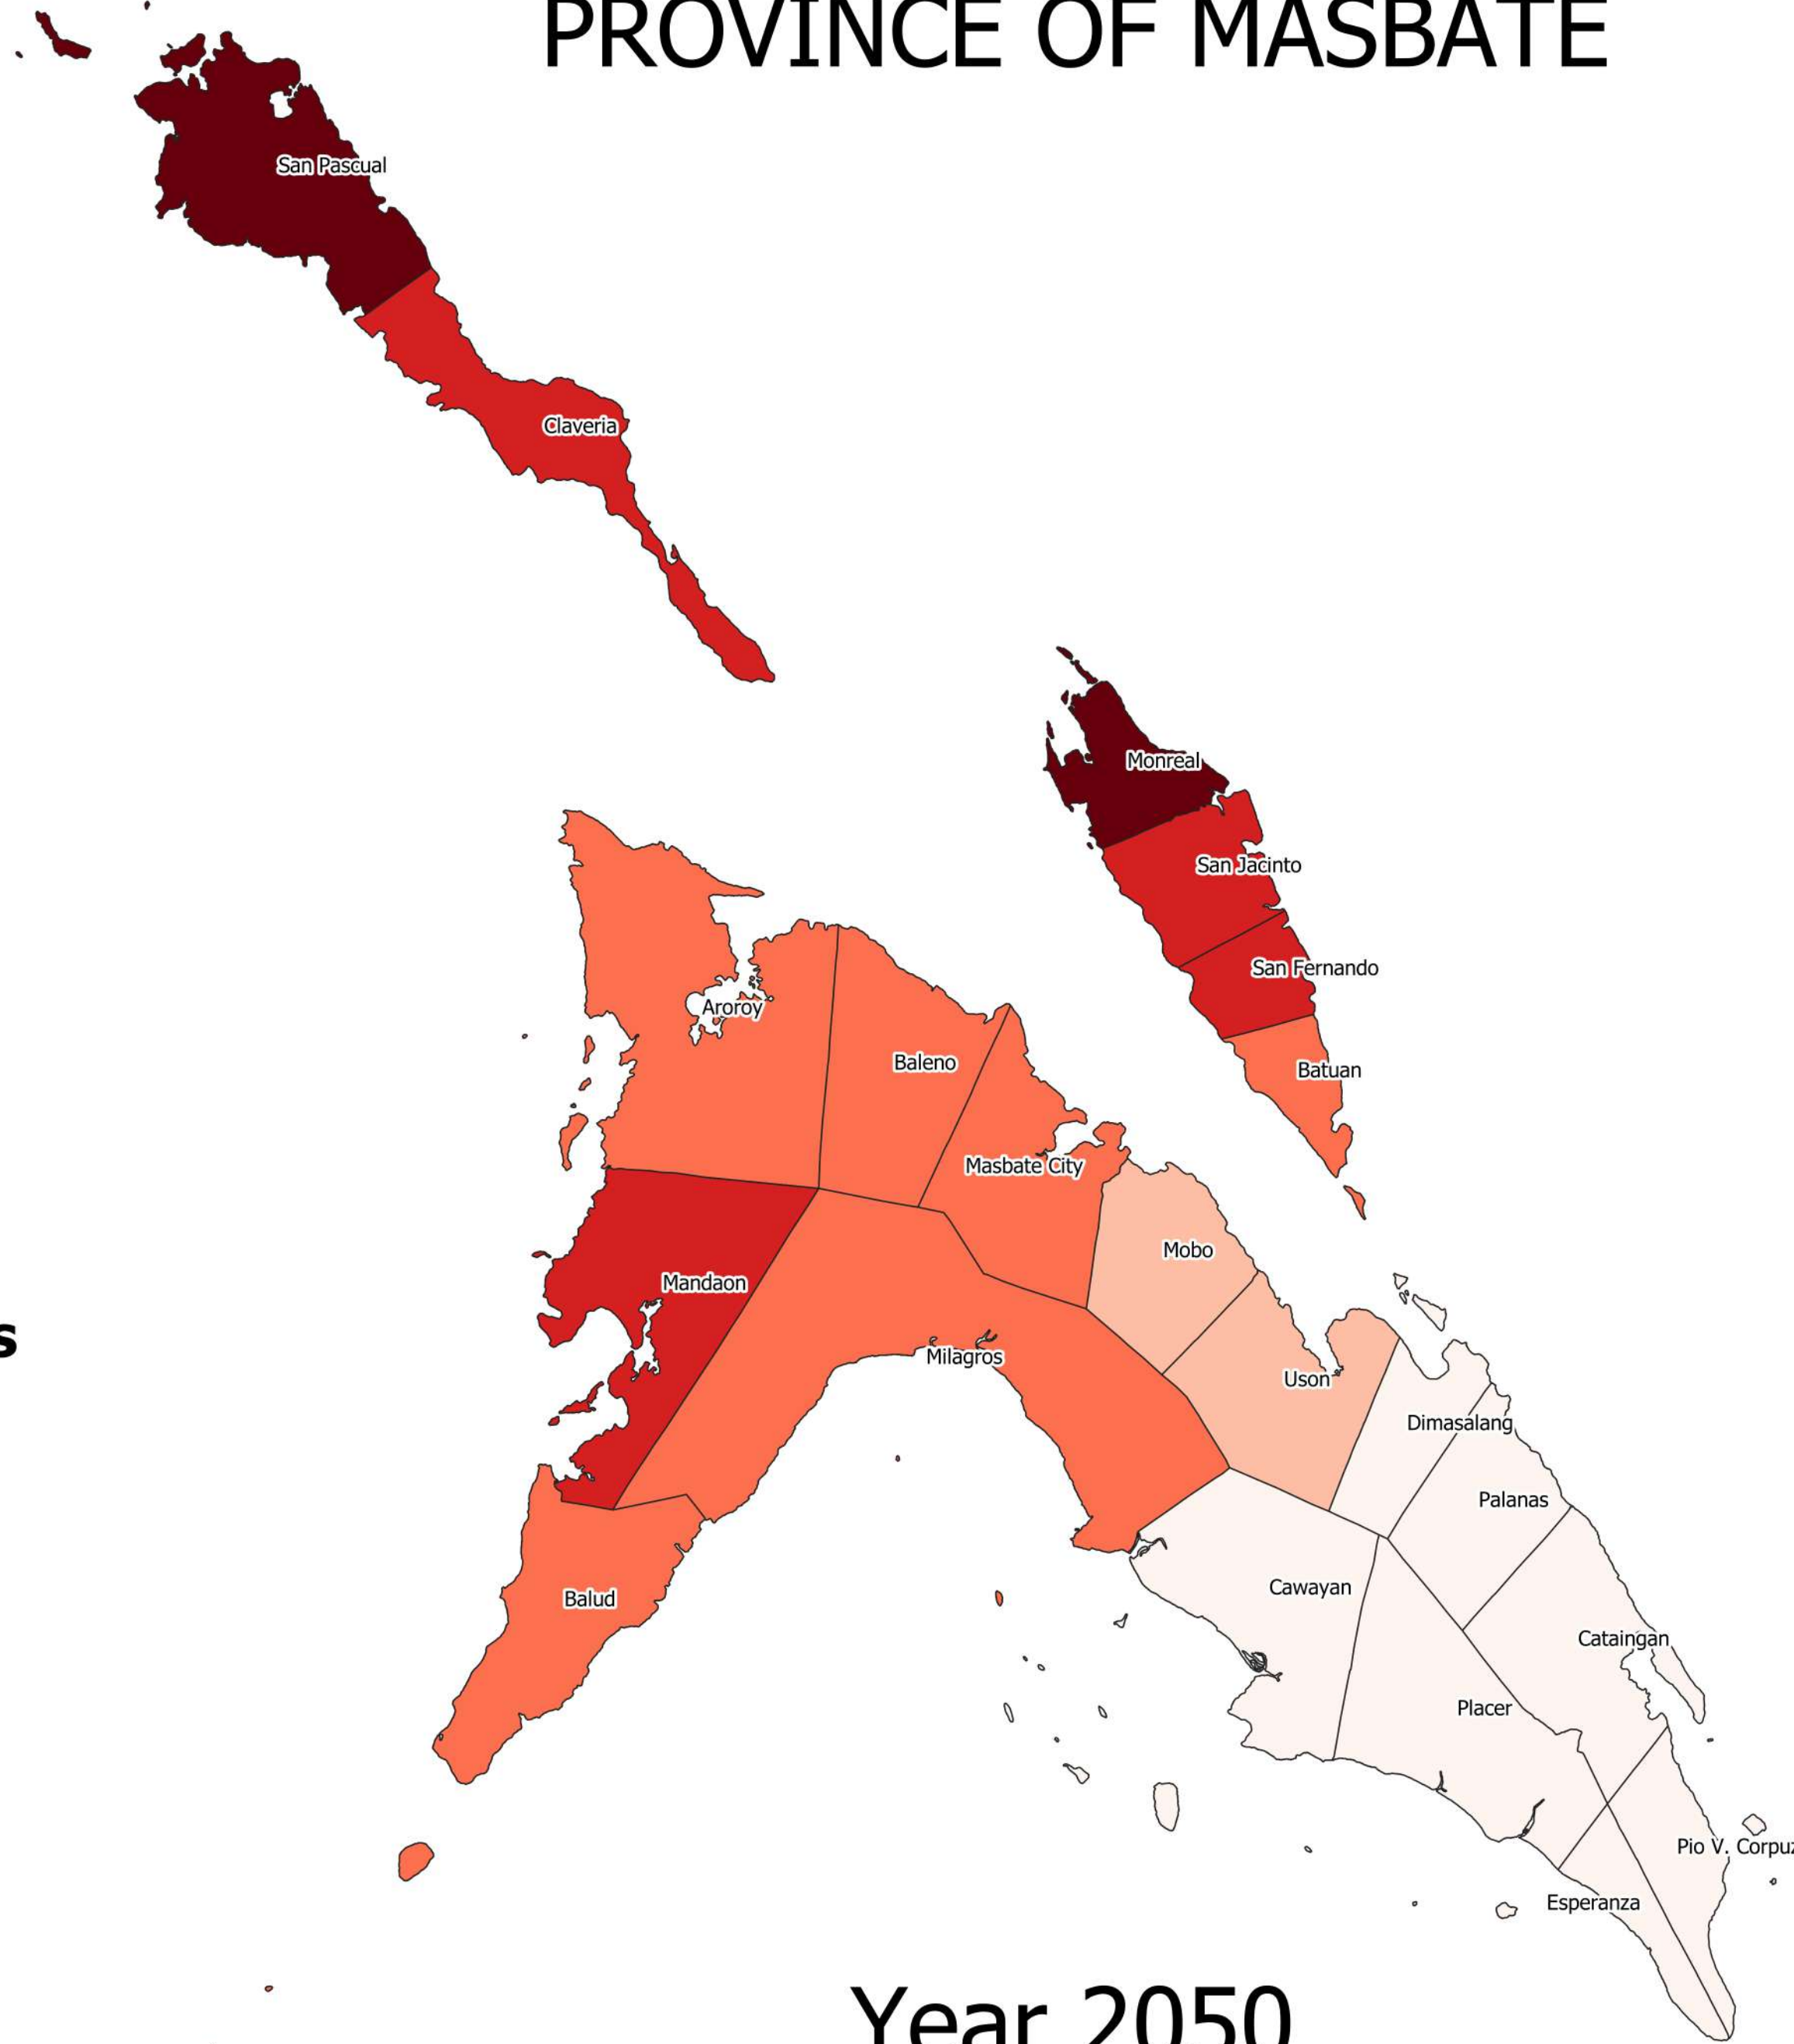 PROVINCE OF MASBATE
San Pascual
Claveria
Monreal
San Jacinto
San Fernando
Aroroy
Baleno
Batuan
Masbate City
Mobo
Mandaon
Milagros
s
Uson
Dimasalang
Palanas
Cawayan
Balud
Cataingan
Placer
Pio V. Corpuz
Esperanza
Year 2050